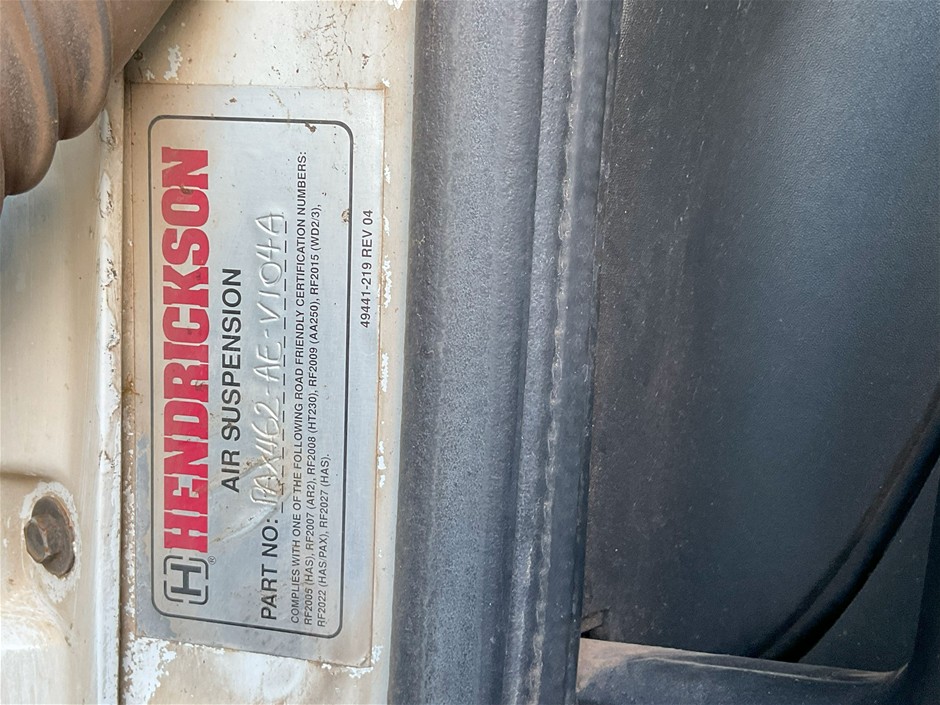 H HENDRICKSON
AIR SUSPENSION
PART NO: PAX462-AE-V104A
COMPLIES WITH ONE OF THE FOLLOWING ROAD FRIENDLY CERTIFICATION NUMBERS:
RF2005 (HAS), RF2007 (AR2), RF2008 (HT230), RF2009 (AA250), RF2015 (WD2/3),
RF2022 (HAS/PAX), RF2027 (HAS).
49441-219 REV 04